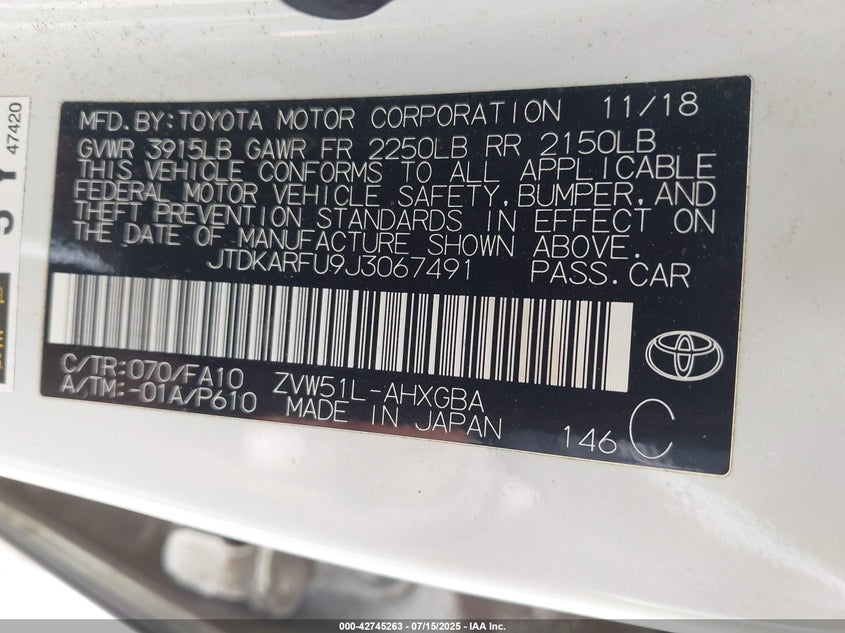 MFD.BY:TOYOTA MOTOR CORPORATION 11/18
GVWR 3915LB GAWR FR 2250LB RR 2150LB
THIS VEHICLE CONFORMS TO ALL APPLICABLE
FEDERAL MOTOR VEHICLE SAFETY, BUMPER, AND
THEFT PREVENTION STANDARDS IN EFFECT ON
THE DATE OF MANUFACTURE SHOWN ABOVE.
JTDKARFU9J3067491 PASS.CAR
C/TR:070/FA10 ZVW51L-AHXGBA
A/TM:-01A/P610 MADE IN JAPAN
146 C
47420
000-42745263 / 07/15/2025 - IAA Inc.